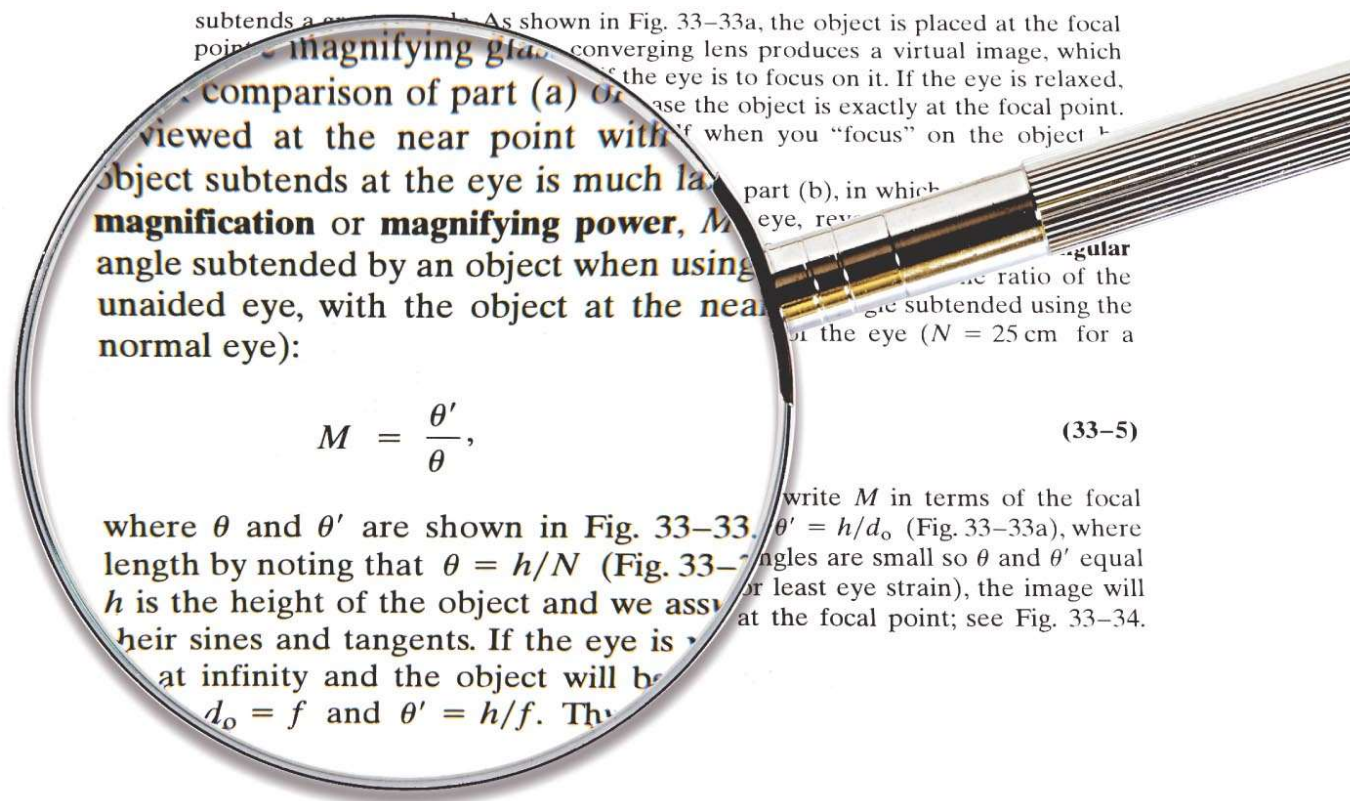 subtends a As shown in Fig. 33–33a, the object is placed at the focal
magnifying converging lens produces a virtual image, which
the eye is to focus on it. If the eye is relaxed,
comparison of part (a) the object is exactly at the focal point.
viewed at the near point with if when you “focus” on the object
object subtends at the eye is much part (b), in which
magnification or magnifying power, M eye,
angle subtended by an object when using ratio of the
unaided eye, with the object at the near subtended using the
normal eye): the eye (N = 25 cm for a
M = θ′/θ, (33–5)
where θ and θ′ are shown in Fig. 33–33. write M in terms of the focal
length by noting that θ = h/N (Fig. 33– θ′ = h/dₒ (Fig. 33–33a), where
h is the height of the object and we angles are small so θ and θ′ equal
their sines and tangents. If the eye is or least eye strain), the image will
at infinity and the object will be at the focal point; see Fig. 33–34.
dₒ = f and θ′ = h/f.